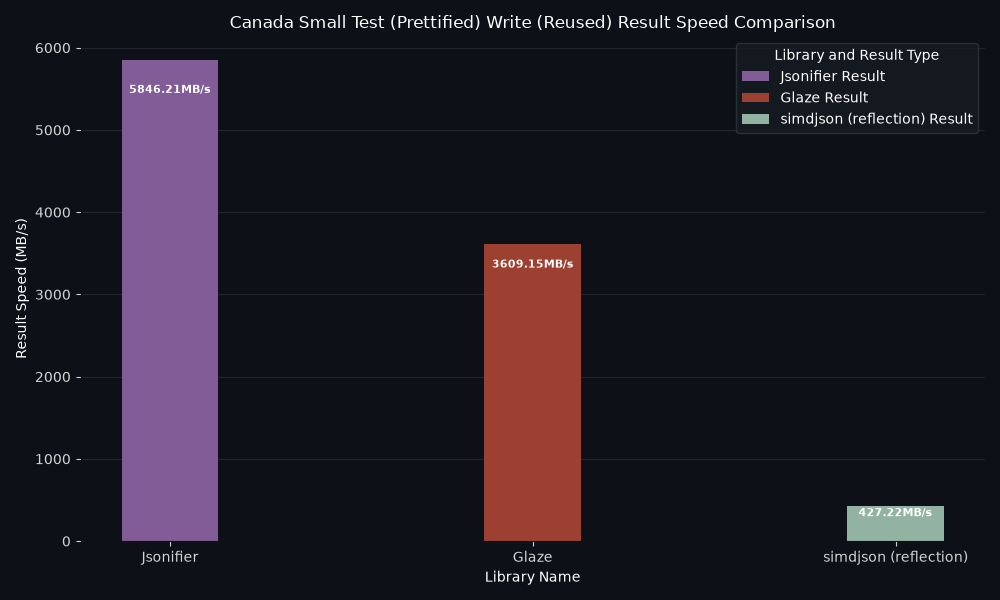 Canada Small Test (Prettified) Write (Reused) Result Speed Comparison
Library and Result Type
Jsonifier Result
Glaze Result
simdjson (reflection) Result
Result Speed (MB/s)
6000
5000
4000
3000
2000
1000
0
5846.21MB/s
3609.15MB/s
427.22MB/s
Jsonifier
Glaze
simdjson (reflection)
Library Name